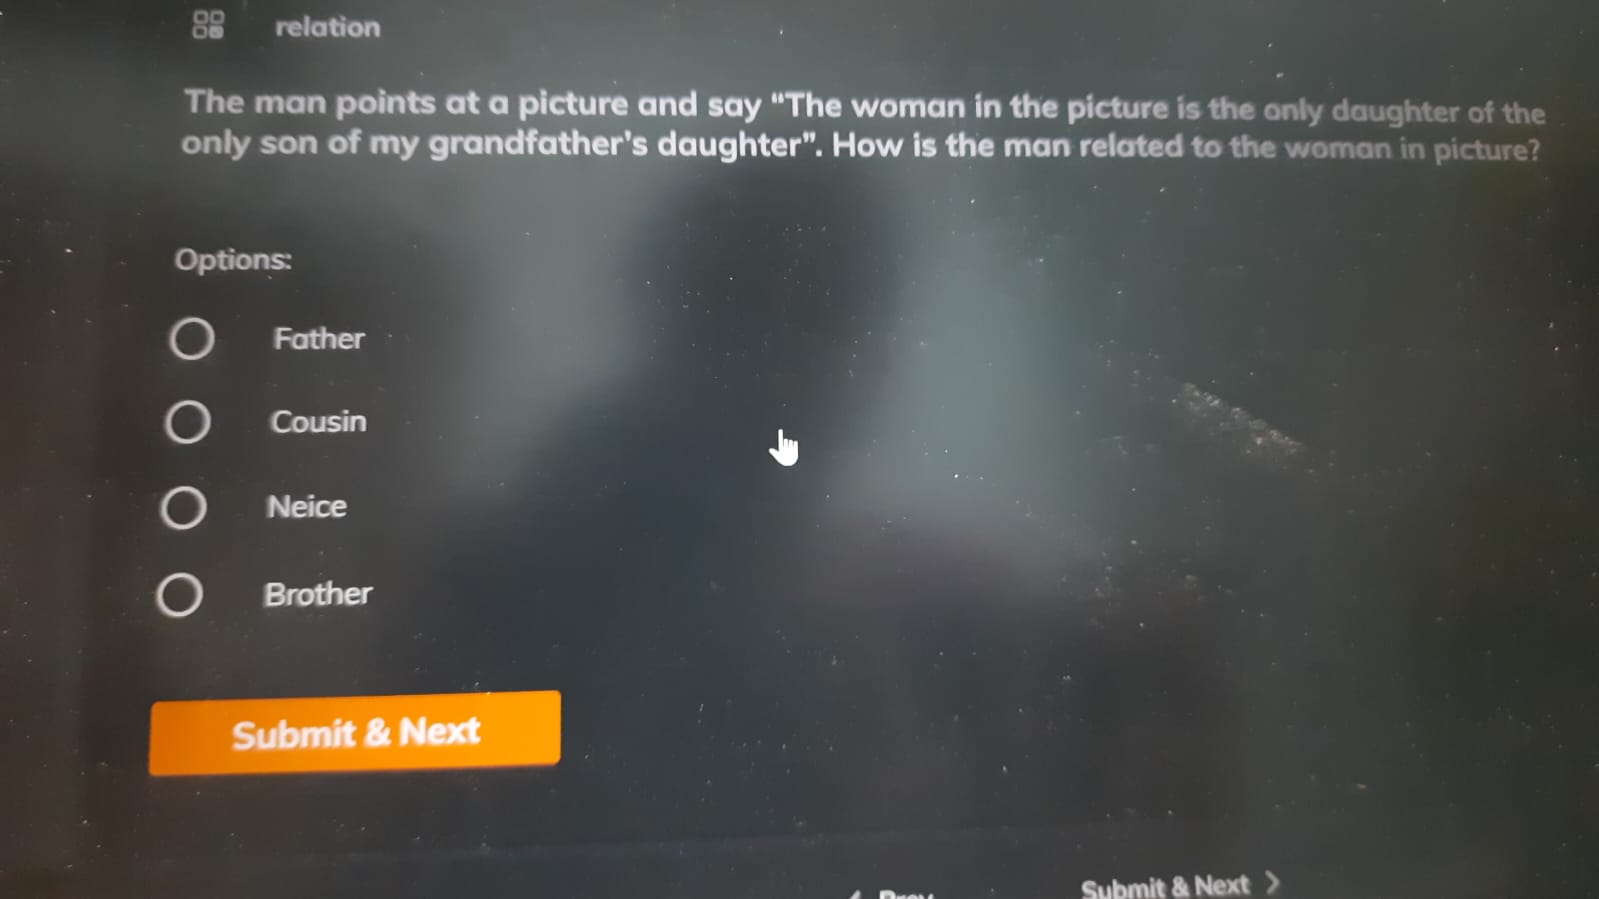 relation
The man points at a picture and say "The woman in the picture is the only daughter of the
only son of my grandfather's daughter". How is the man related to the woman in picture?
Options:
Father
Cousin
Neice
Brother
Submit & Next
Prev
Submit & Next